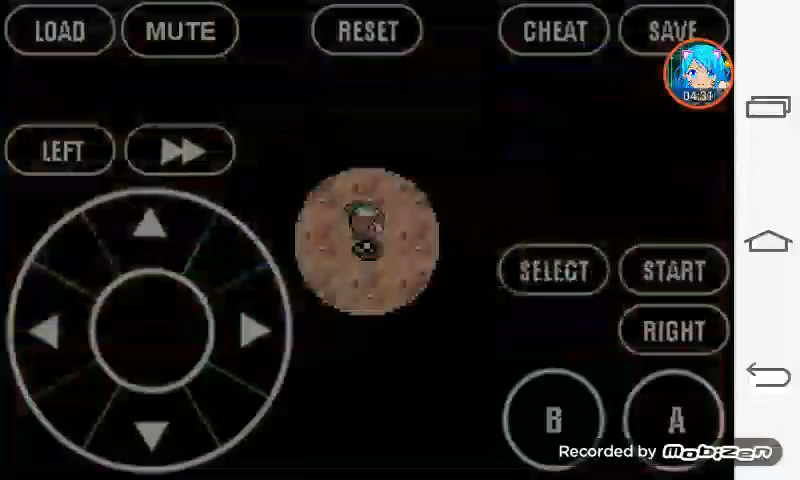 LOAD MUTE RESET CHEAT SAVE
04:31
LEFT
SELECT START
RIGHT
B A
Recorded by Mobizen